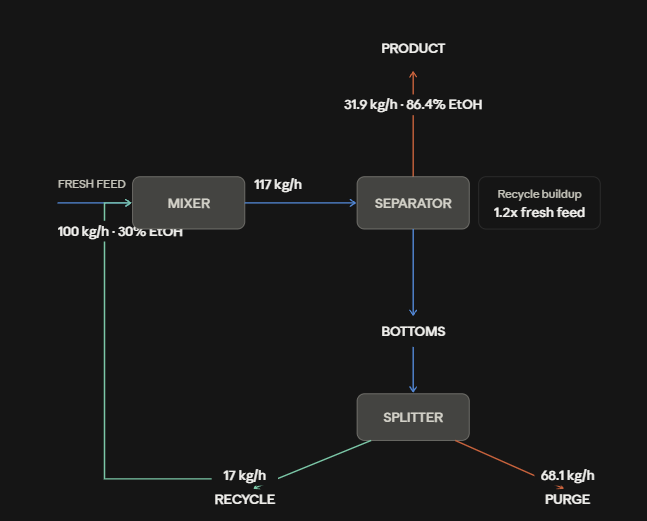 PRODUCT
31.9 kg/h · 86.4% EtOH
FRESH FEED
117 kg/h
MIXER
SEPARATOR
Recycle buildup
1.2x fresh feed
100 kg/h · 30% EtOH
BOTTOMS
SPLITTER
17 kg/h
RECYCLE
68.1 kg/h
PURGE